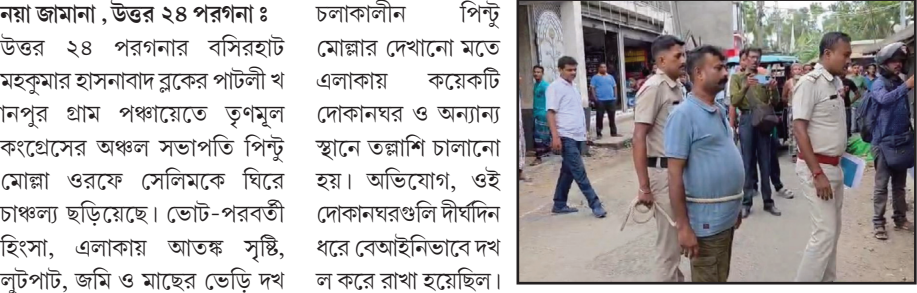 নয়া জামানা , উত্তর ২৪ পরগনা ঃ
উত্তর ২৪ পরগনার বসিরহাট
মহকুমার হাসনাবাদ ব্লকের পাটলী খ
ানপুর গ্রাম পঞ্চায়েতে তৃণমূল
কংগ্রেসের অঞ্চল সভাপতি পিন্টু
মোল্লা ওরফে সেলিমকে ঘিরে
চাঞ্চল্য ছড়িয়েছে। ভোট-পরবর্তী
হিংসা, এলাকায় আতঙ্ক সৃষ্টি,
লুটপাট, জমি ও মাছের ভেড়ি দখ
চলাকালীন পিন্টু
মোল্লার দেখানো মতে
এলাকায় কয়েকটি
দোকানঘর ও অন্যান্য
স্থানে তল্লাশি চালানো
হয়। অভিযোগ, ওই
দোকানঘরগুলি দীর্ঘদিন
ধরে বেআইনিভাবে দখ
ল করে রাখা হয়েছিল।